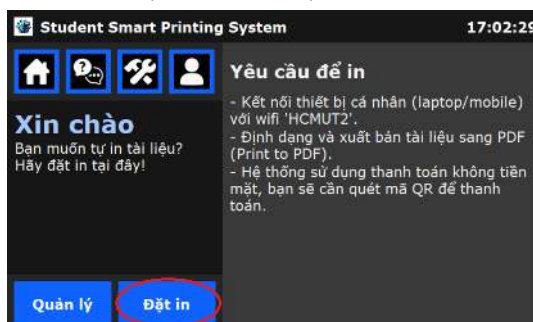 Student Smart Printing System 17:02:29
Xin chào
Bạn muốn tự in tài liệu?
Hãy đặt in tại đây!
Quản lý
Đặt in
Yêu cầu để in
- Kết nối thiết bị cá nhân (laptop/mobile)
với wifi 'HCMUT2'.
- Định dạng và xuất bản tài liệu sang PDF
(Print to PDF).
- Hệ thống sử dụng thanh toán không tiền
mặt, bạn sẽ cần quét mã QR để thanh
toán.